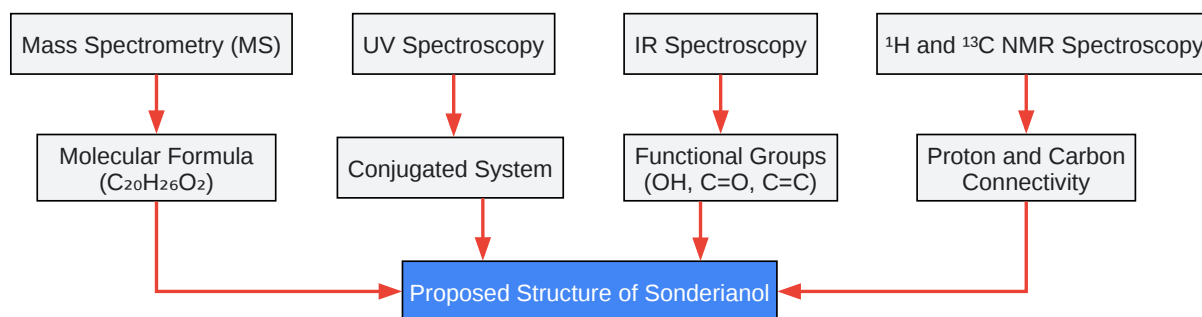 Mass Spectrometry (MS)
UV Spectroscopy
IR Spectroscopy
¹H and ¹³C NMR Spectroscopy
Molecular Formula
(C₂₀H₂₆O₂)
Conjugated System
Functional Groups
(OH, C=O, C=C)
Proton and Carbon
Connectivity
Proposed Structure of Sonderianol